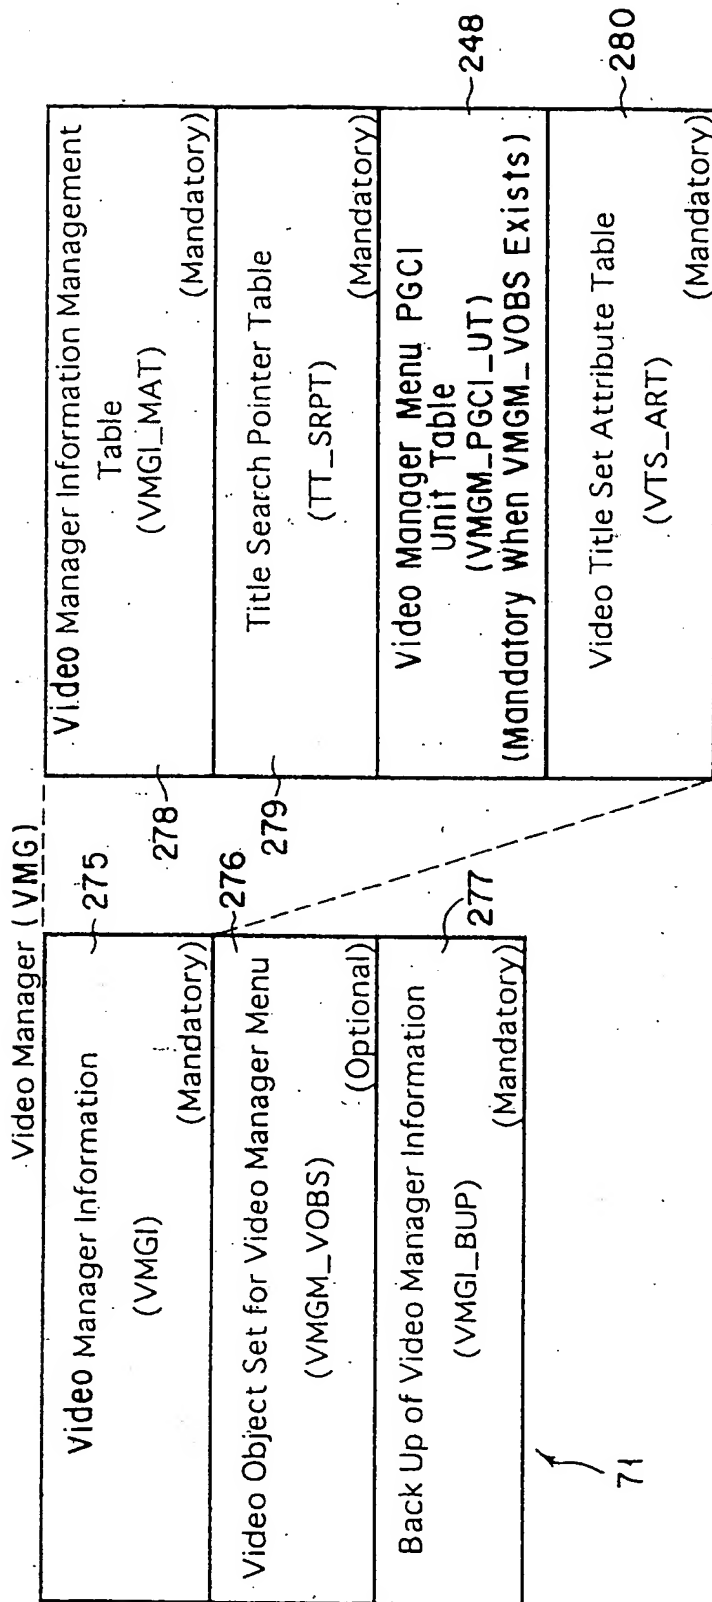 Video Manager (VMG)
Video Manager Information
(VMGI)
(Mandatory)
275
Video Object Set for Video Manager Menu
(VMGM_VOBS)
(Optional)
276
Back Up of Video Manager Information
(VMGI_BUP)
(Mandatory)
277
71
Video Manager Information Management
Table
(VMGI_MAT)
(Mandatory)
278
Title Search Pointer Table
(TT_SRPT)
(Mandatory)
279
Video Manager Menu PGCI
Unit Table
(VMGM_PGCI_UT)
(Mandatory When VMGM_VOBS Exists)
248
Video Title Set Attribute Table
(VTS_ART)
(Mandatory)
280